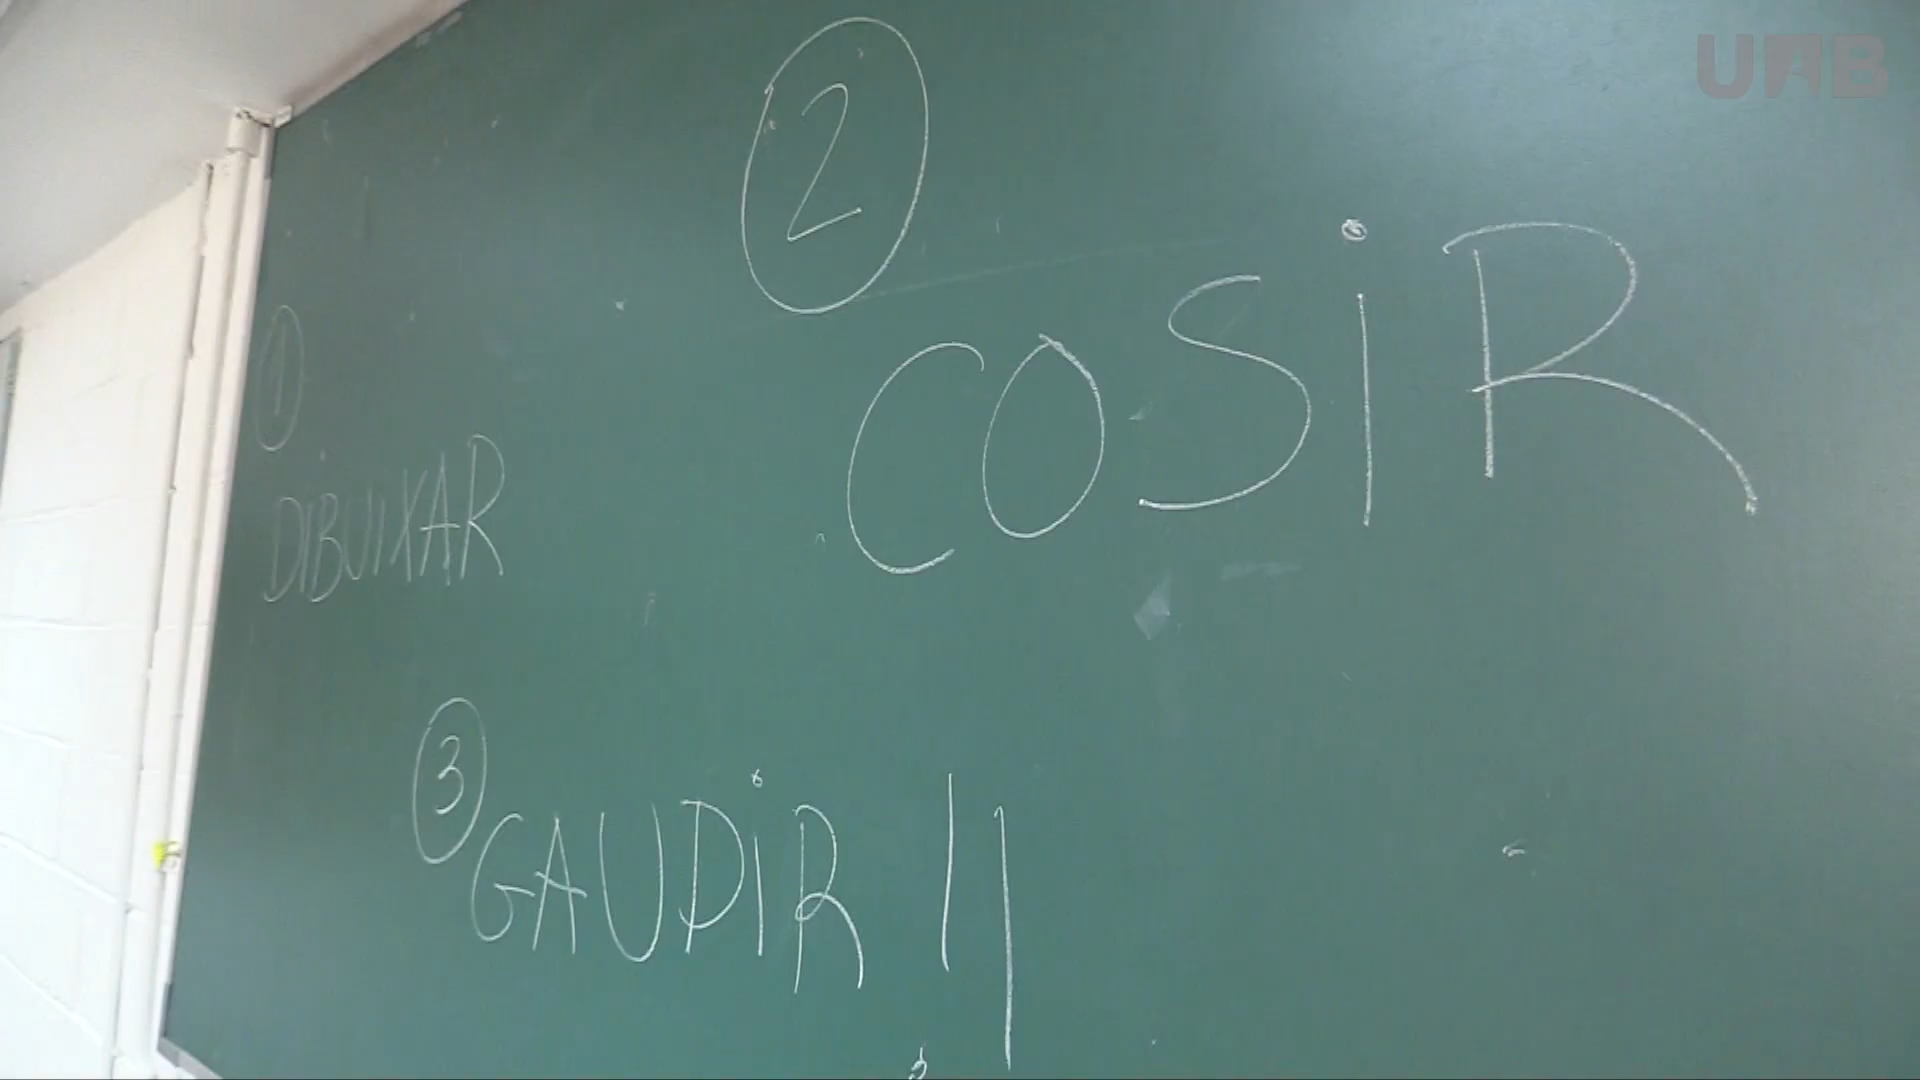 UAB
①
DIBUIXAR
②
COSIR
③
GAUDIR !!